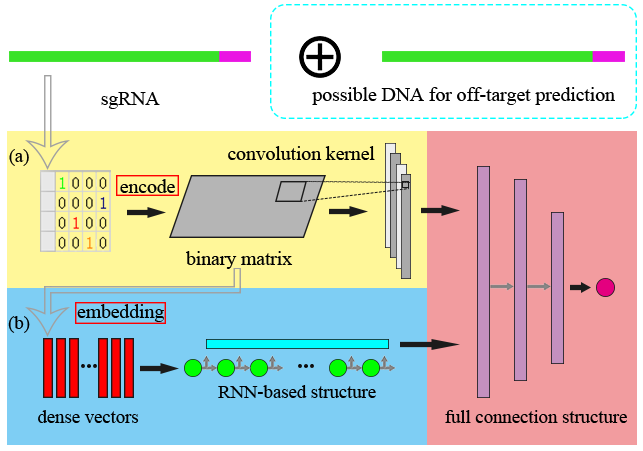 sgRNA
possible DNA for off-target prediction
(a)
convolution kernel
encode
1 0 0 0
0 0 0 1
0 1 0 0
0 0 1 0
binary matrix
embedding
(b)
RNN-based structure
dense vectors
full connection structure